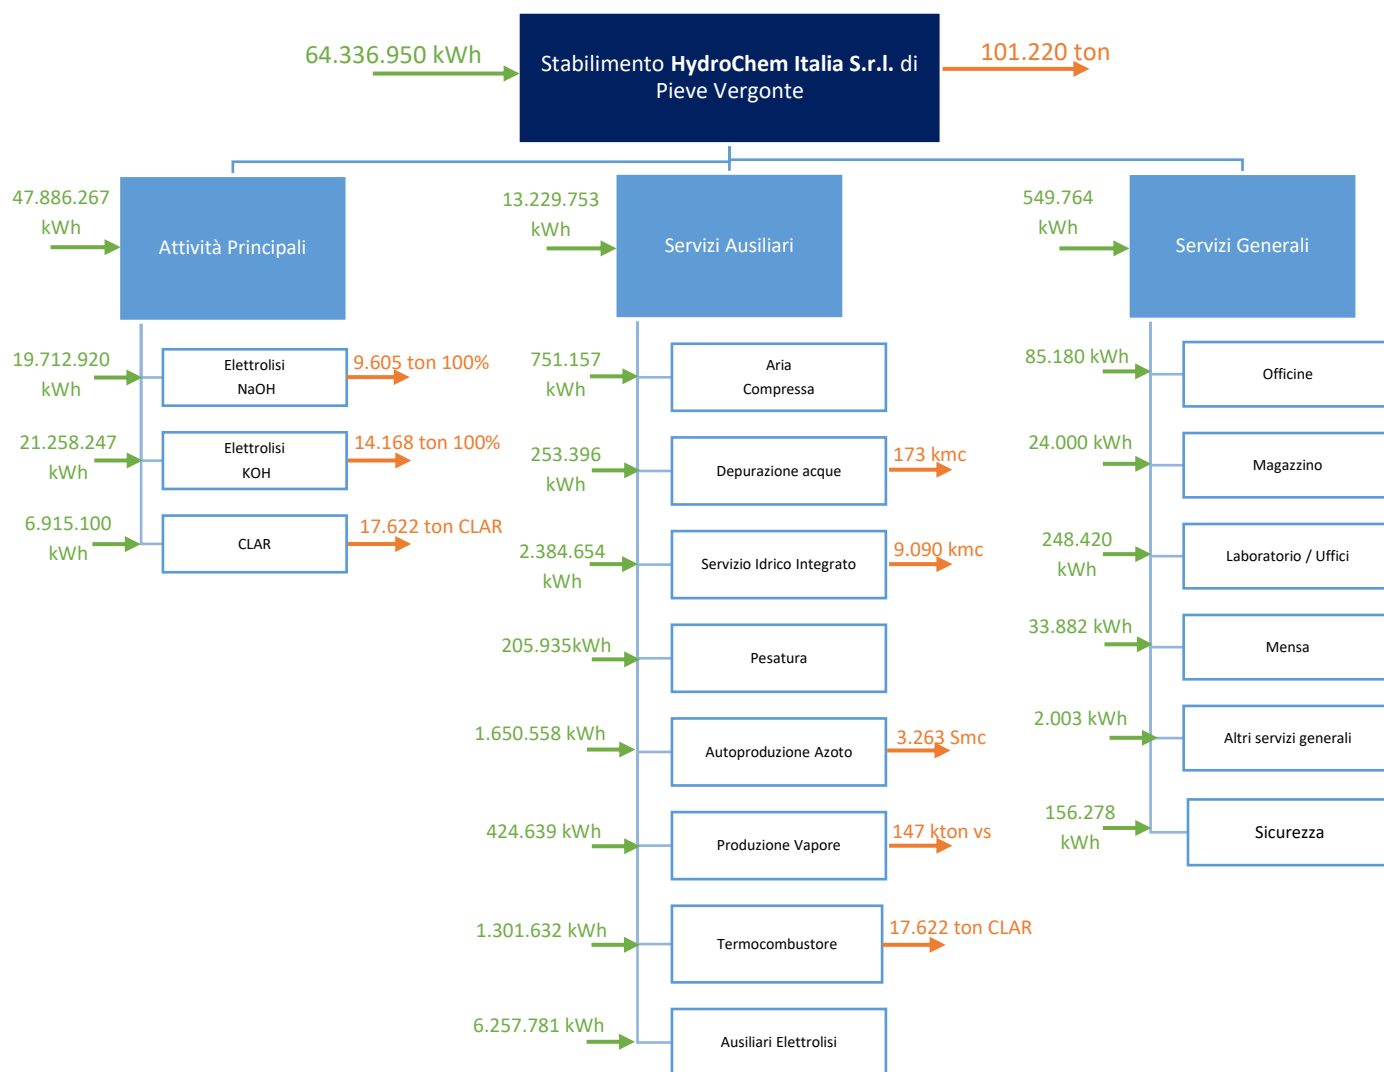 64.336.950 kWh
Stabilimento HydroChem Italia S.r.l. di
Pieve Vergonte
101.220 ton
47.886.267
kWh
Attività Principali
19.712.920
kWh
Elettrolisi
NaOH
9.605 ton 100%
21.258.247
kWh
Elettrolisi
KOH
14.168 ton 100%
6.915.100
kWh
CLAR
17.622 ton CLAR
13.229.753
kWh
Servizi Ausiliari
751.157
kWh
Aria
Compressa
253.396
kWh
Depurazione acque
173 kmc
2.384.654
kWh
Servizio Idrico Integrato
9.090 kmc
205.935kWh
Pesatura
1.650.558 kWh
Autoproduzione Azoto
3.263 Smc
424.639 kWh
Produzione Vapore
147 kton vs
1.301.632 kWh
Termocombustore
17.622 ton CLAR
6.257.781 kWh
Ausiliari Elettrolisi
549.764
kWh
Servizi Generali
85.180 kWh
Officine
24.000 kWh
Magazzino
248.420
kWh
Laboratorio / Uffici
33.882 kWh
Mensa
2.003 kWh
Altri servizi generali
156.278
kWh
Sicurezza